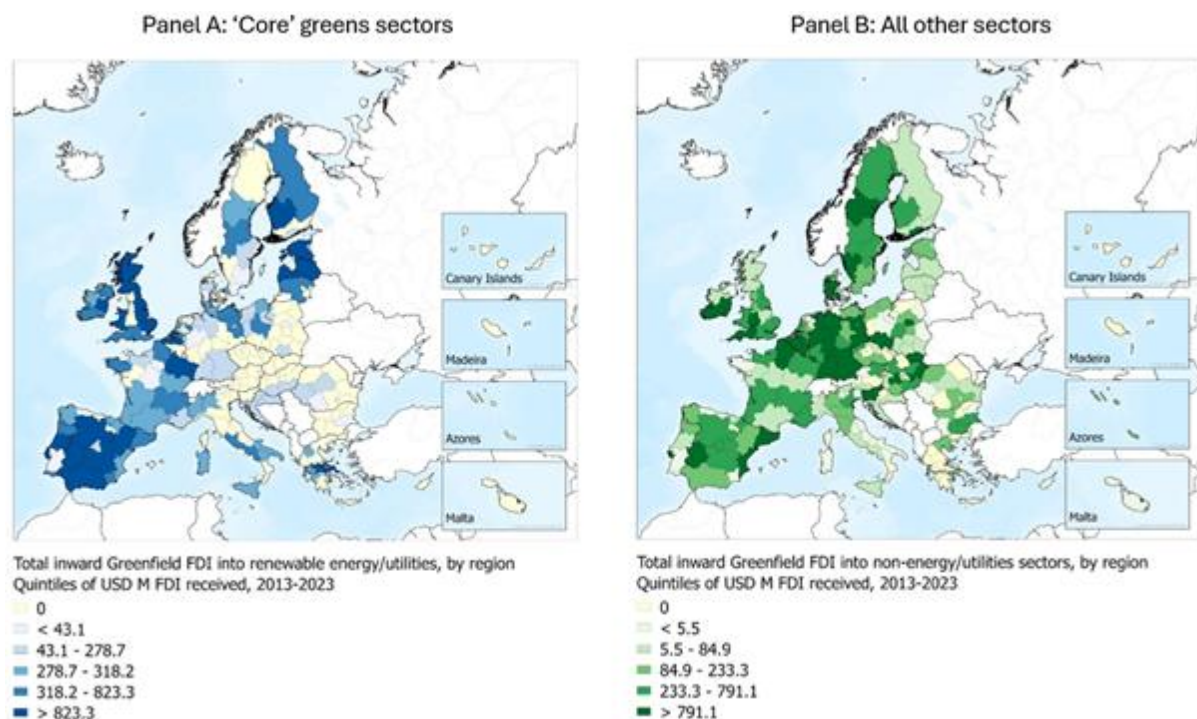 Panel A: ‘Core’ greens sectors
Canary Islands
Madeira
Azores
Malta
Total inward Greenfield FDI into renewable energy/utilities, by region
Quintiles of USD M FDI received, 2013-2023
0
< 43.1
43.1 - 278.7
278.7 - 318.2
318.2 - 823.3
> 823.3
Panel B: All other sectors
Canary Islands
Madeira
Azores
Malta
Total inward Greenfield FDI into non-energy/utilities sectors, by region
Quintiles of USD M FDI received, 2013-2023
0
< 5.5
5.5 - 84.9
84.9 - 233.3
233.3 - 791.1
> 791.1